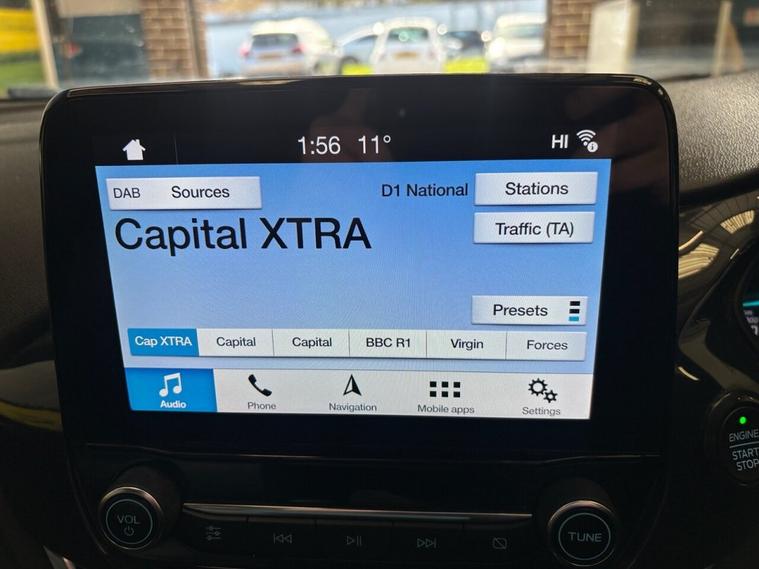 1:56 11° HI
DAB Sources D1 National Stations
Capital XTRA Traffic (TA)
Presets
Cap XTRA Capital Capital BBC R1 Virgin Forces
Audio Phone Navigation Mobile apps Settings
VOL TUNE
ENGINE
START
STOP